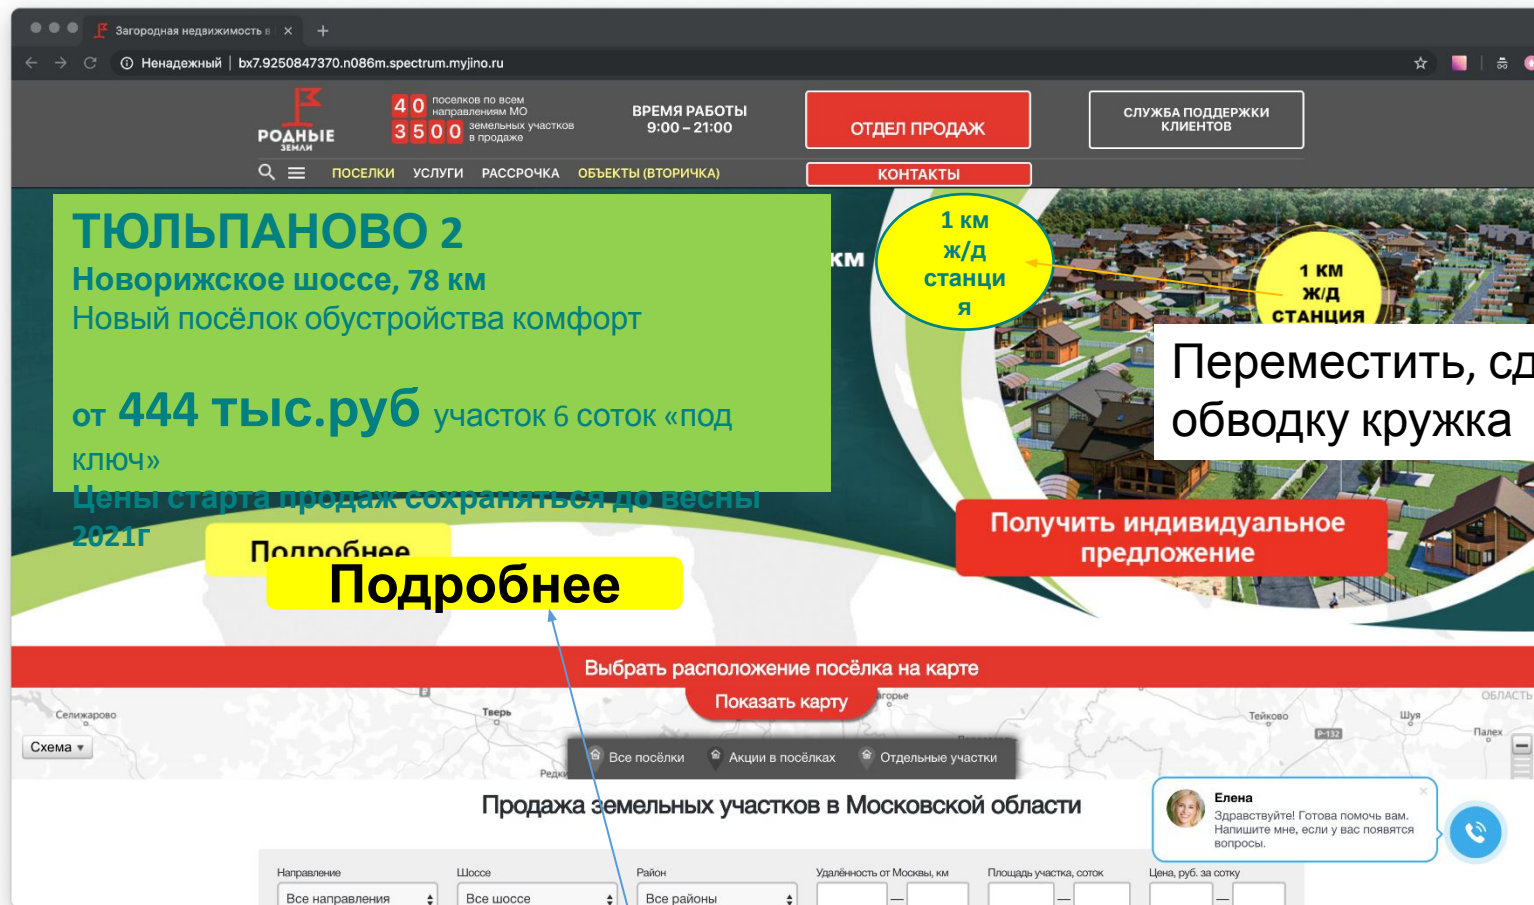 Загородная недвижимость в
Ненадежный | bx7.9250847370.n086m.spectrum.myjino.ru
РОДНЫЕ
ЗЕМЛИ
40 поселков по всем
направлениям МО
3500 земельных участков
в продаже
ВРЕМЯ РАБОТЫ
9:00 – 21:00
ОТДЕЛ ПРОДАЖ
СЛУЖБА ПОДДЕРЖКИ
КЛИЕНТОВ
ПОСЕЛКИ УСЛУГИ РАССРОЧКА ОБЪЕКТЫ (ВТОРИЧКА)
КОНТАКТЫ
ТЮЛЬПАНОВО 2
Новорижское шоссе, 78 км
Новый посёлок обустройства комфорт
от 444 тыс.руб участок 6 соток «под
ключ»
Цены старта продаж сохраняться до весны
2021г
км
1 км
ж/д
станци
я
1 КМ
Ж/Д
СТАНЦИЯ
Переместить, сд
обводку кружка
Получить индивидуальное
предложение
Подробнее
Подробнее
Выбрать расположение посёлка на карте
Показать карту
Селижарово
Тверь
Тейково
Р-132
Шуя
ОБЛАСТЬ
Палех
Схема
Все посёлки Акции в посёлках Отдельные участки
Продажа земельных участков в Московской области
Елена
Здравствуйте! Готова помочь вам.
Напишите мне, если у вас появятся
вопросы.
Направление Шоссе Район Удалённость от Москвы, км Площадь участка, соток Цена, руб. за сотку
Все направления Все шоссе Все районы — — —